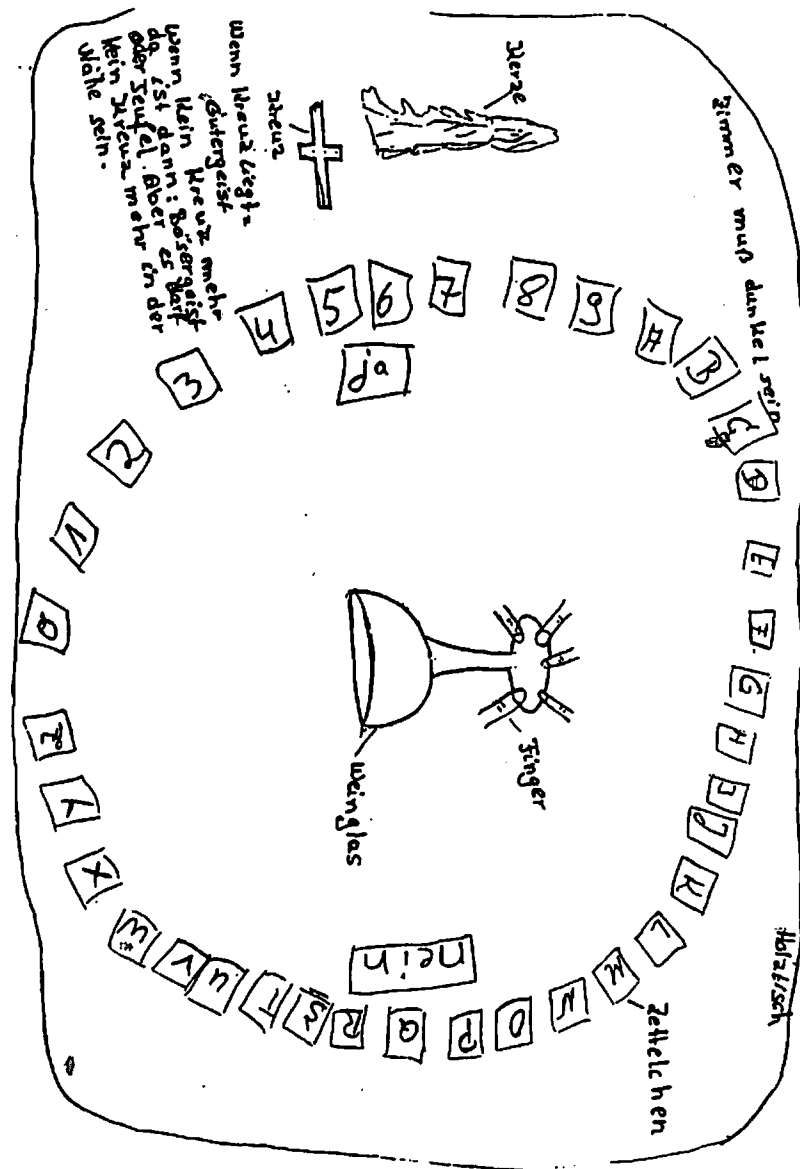 Zimmer muß dunkel sein
Kerze
Kreuz
Wenn Kreuz liegt =
Gutergeist
Wenn Kein Kreuz mehr
da ist dann: Bösergeist
oder Teufel. Aber es darf
Kein Kreuz mehr in der
Nähe sein.
0
1
2
3
4
5
6
7
8
9
A
B
C
D
E
F
G
H
I
J
K
L
M
N
O
P
Q
R
S
T
U
V
W
X
Y
Z
ja
nein
Finger
Weinglas
Zettelchen
Holztisch